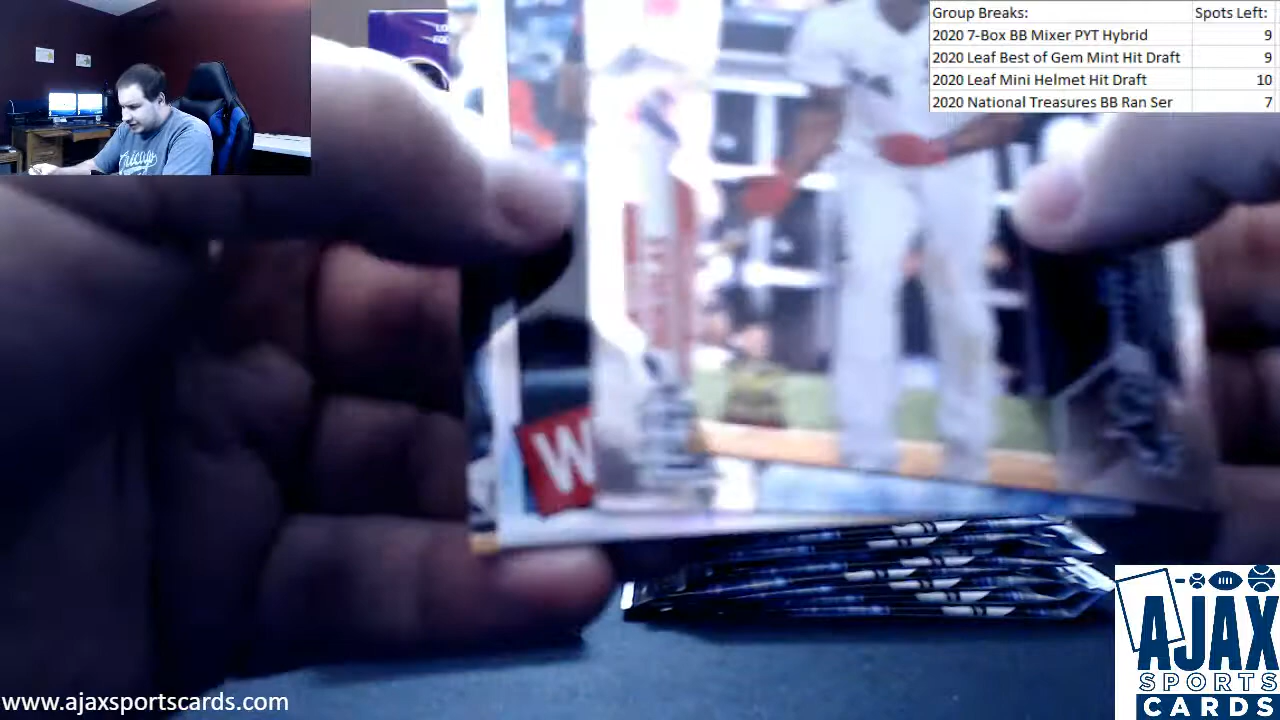 Group Breaks: Spots Left:
2020 7-Box BB Mixer PYT Hybrid 9
2020 Leaf Best of Gem Mint Hit Draft 9
2020 Leaf Mini Helmet Hit Draft 10
2020 National Treasures BB Ran Ser 7
W
www.ajaxsportscards.com
AJAX
SPORTS
CARDS